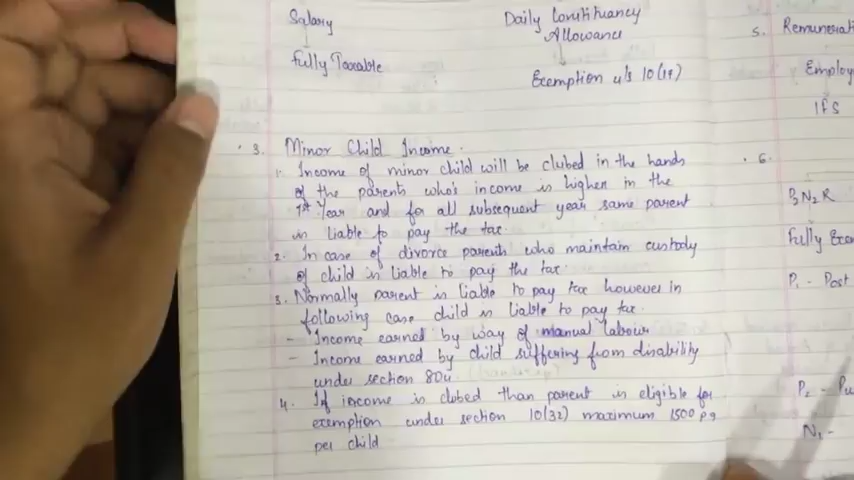 Salary
Fully Taxable
Daily Constituancy
Allowance
Exemption u/s 10(17)
3. Minor Child Income.
1. Income of minor child will be clubed in the hands
of the parents who's income is higher in the
1st Year and for all subsequent year same parent
is liable to pay the tax.
2. In case of divorce parents who maintain custody
of child is liable to pay the tax
3. Normally parent is liable to pay tax however in
following case child is liable to pay tax.
- Income earned by way of manual labour
- Income earned by child suffering from disability
under section 80u
4. If income is clubed than parent is eligible for
exemption under section 10(32) maximum 1500 p.a
per child
5. Remunerati
Employ
IFS
6.
P3 N2 R
Fully Exem
P1 - Past
P2 - Pu
N1 -